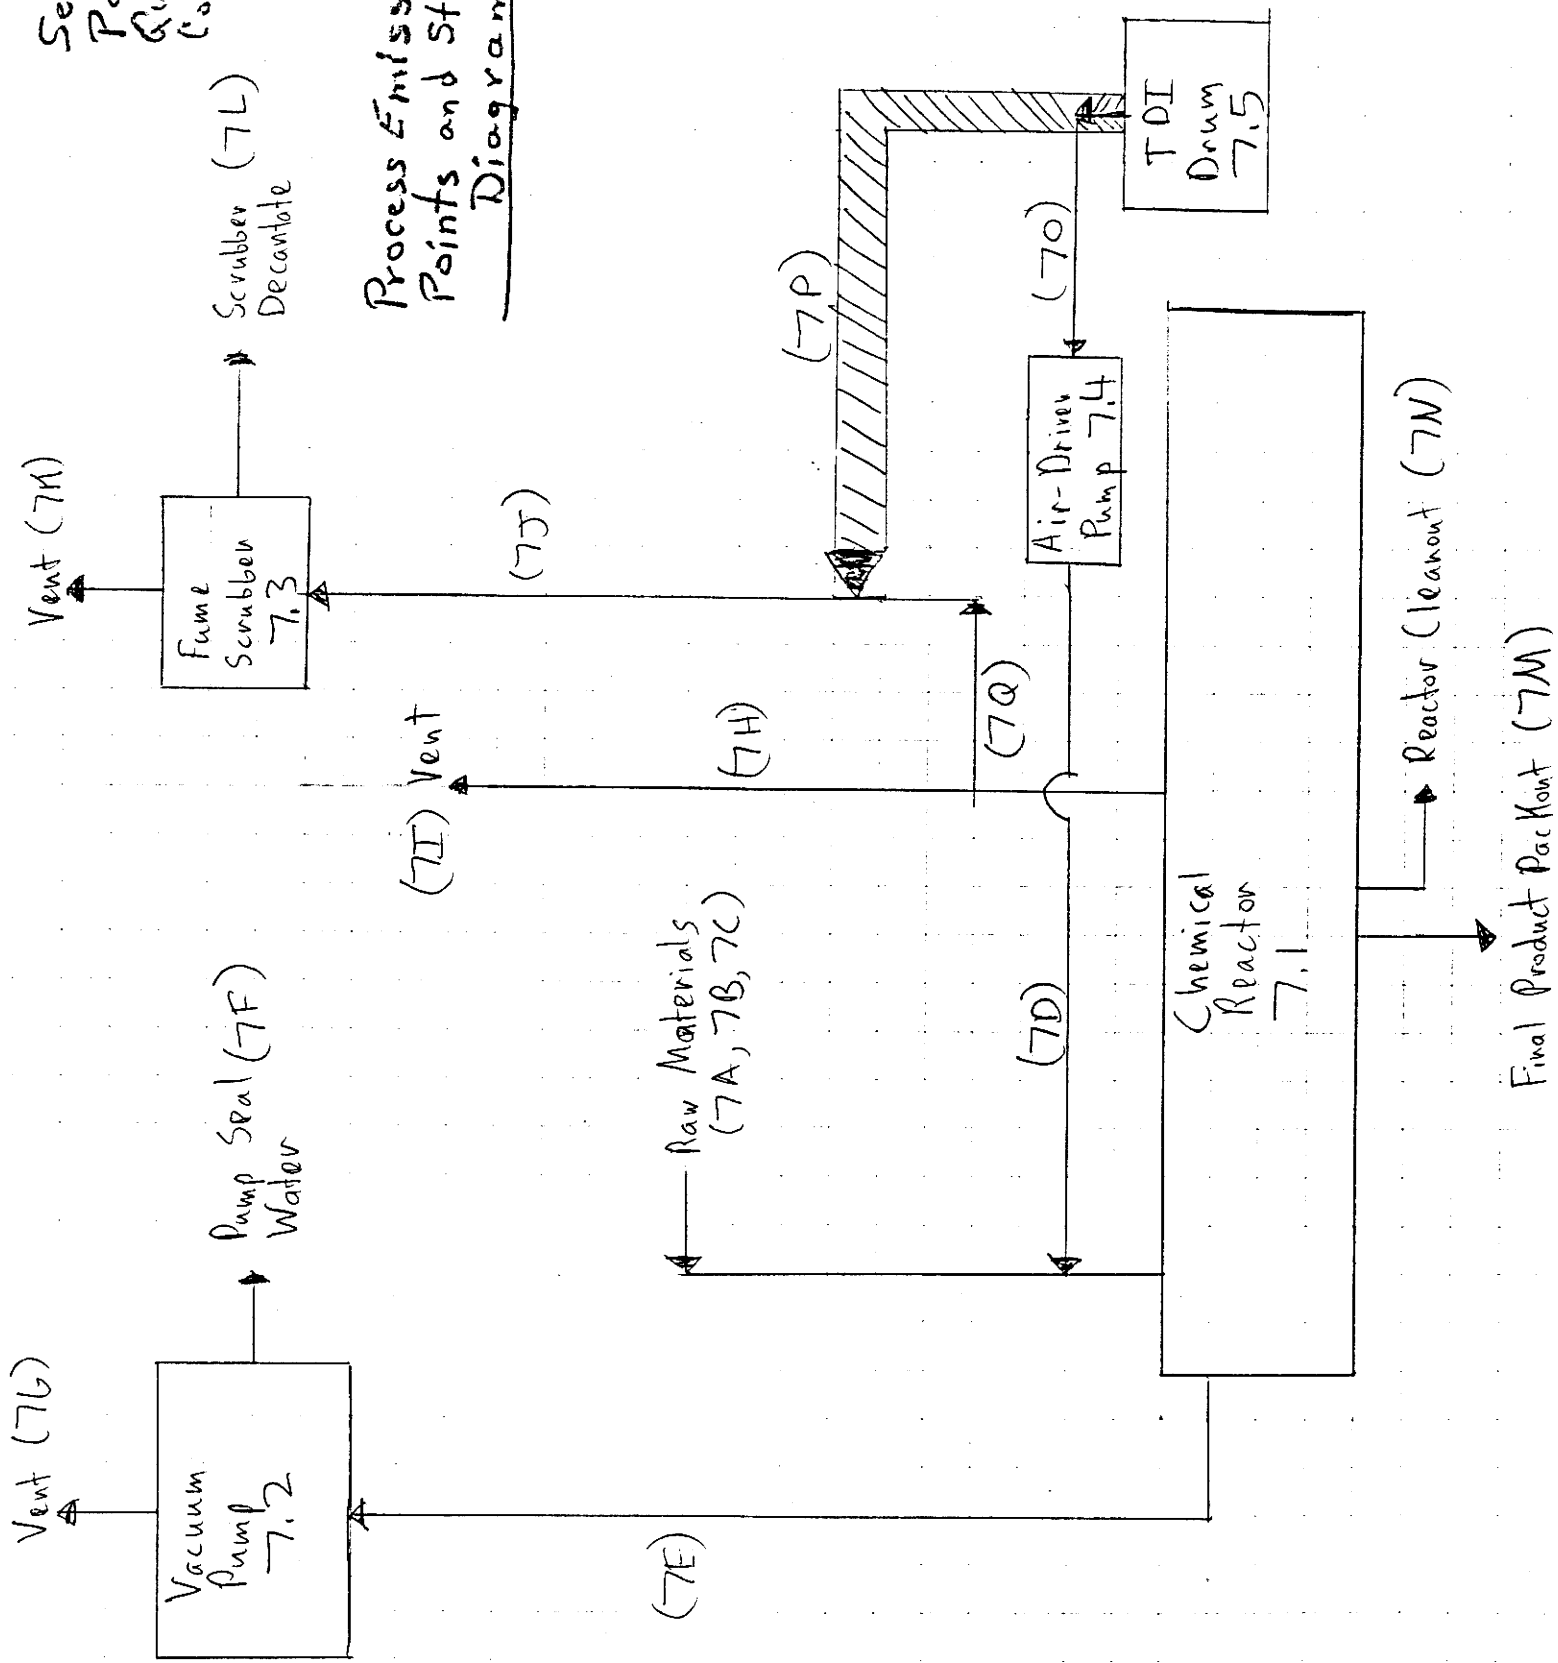 Process Emiss
Points and St
Diagram
Vent (7G)
Vacuum
Pump
7.2
Pump Seal (7F)
Water
(7E)
Vent (7K)
Fume
Scrubber
7.3
Scrubber (7L)
Decantate
(7J)
(7I) Vent
(7H)
(7Q)
(7P)
Raw Materials
(7A, 7B, 7C)
(7D)
Air-Driven
Pump 7.4
(7O)
TDI
Drum
7.5
Chemical
Reactor
7.1
Reactor Cleanout (7N)
Final Product Packout (7M)